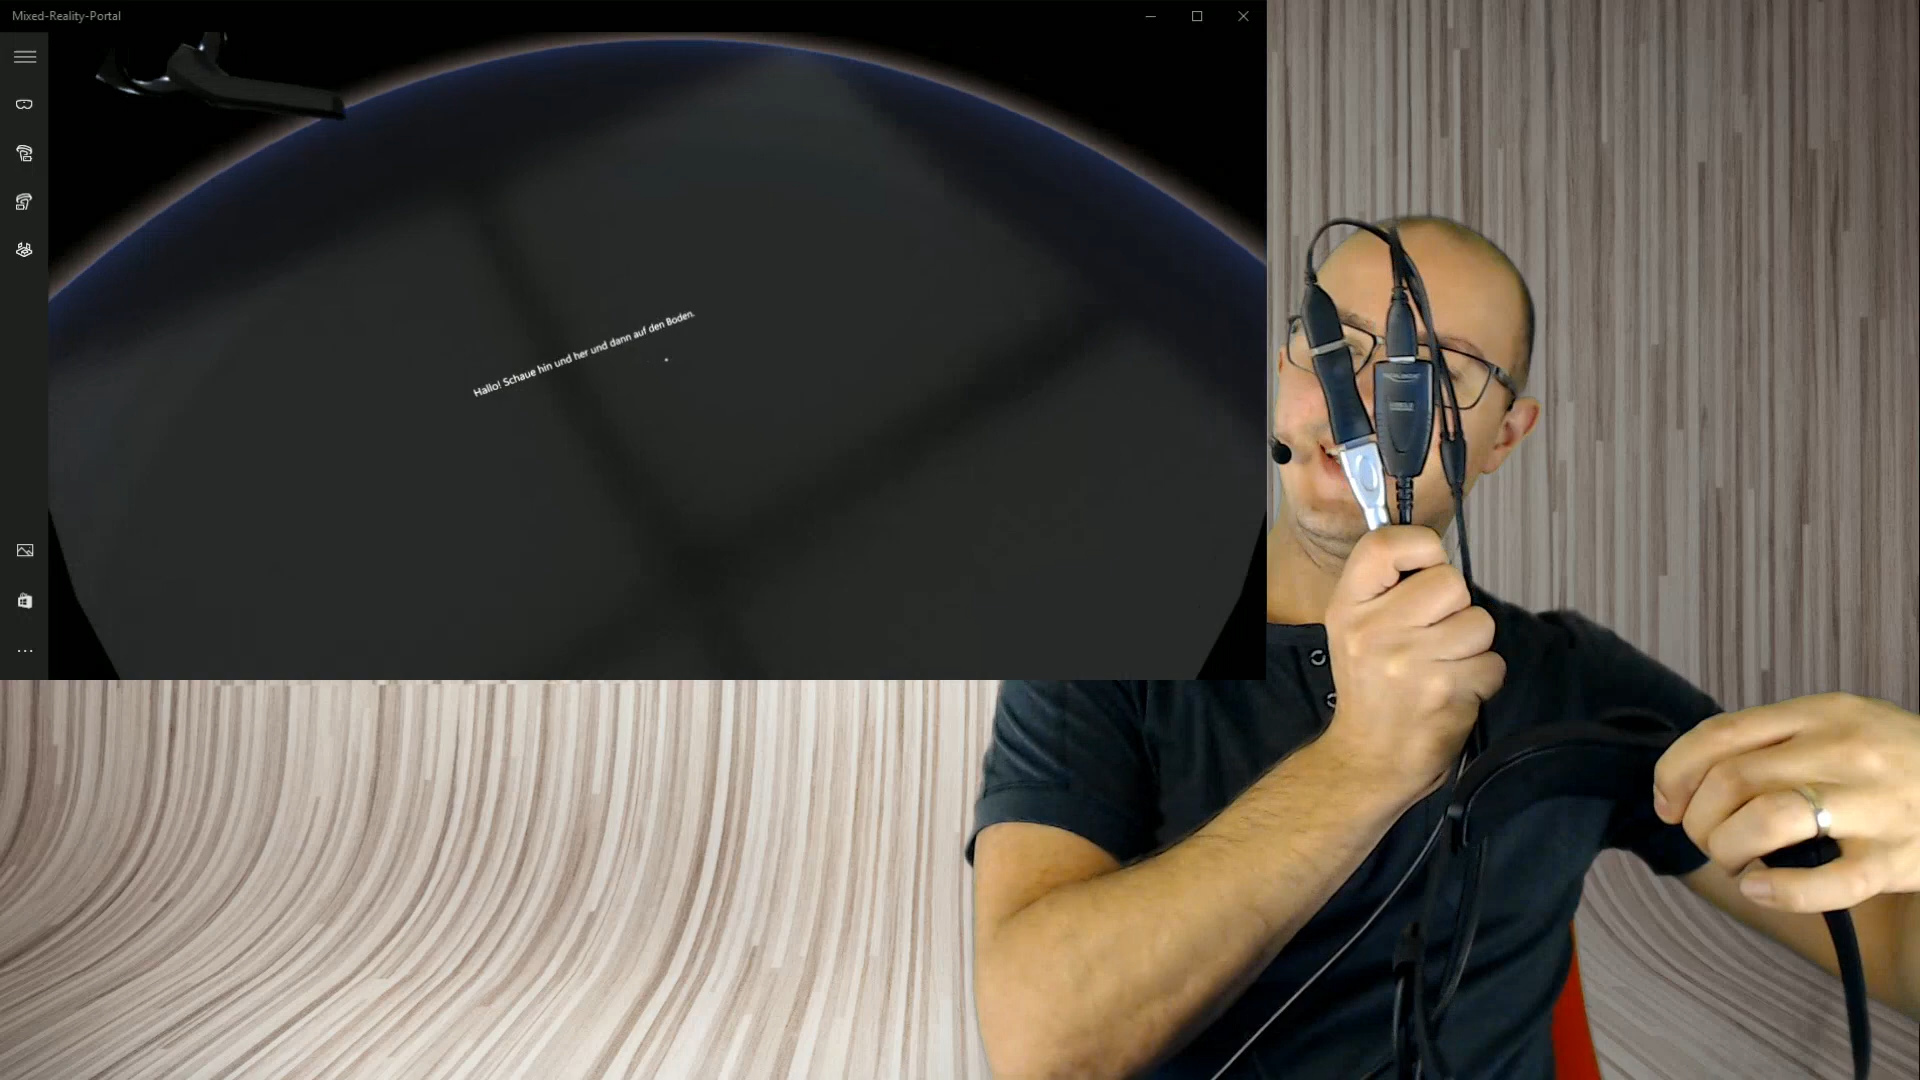 Mixed-Reality-Portal
Hallo! Schaue hin und her und dann auf den Boden.